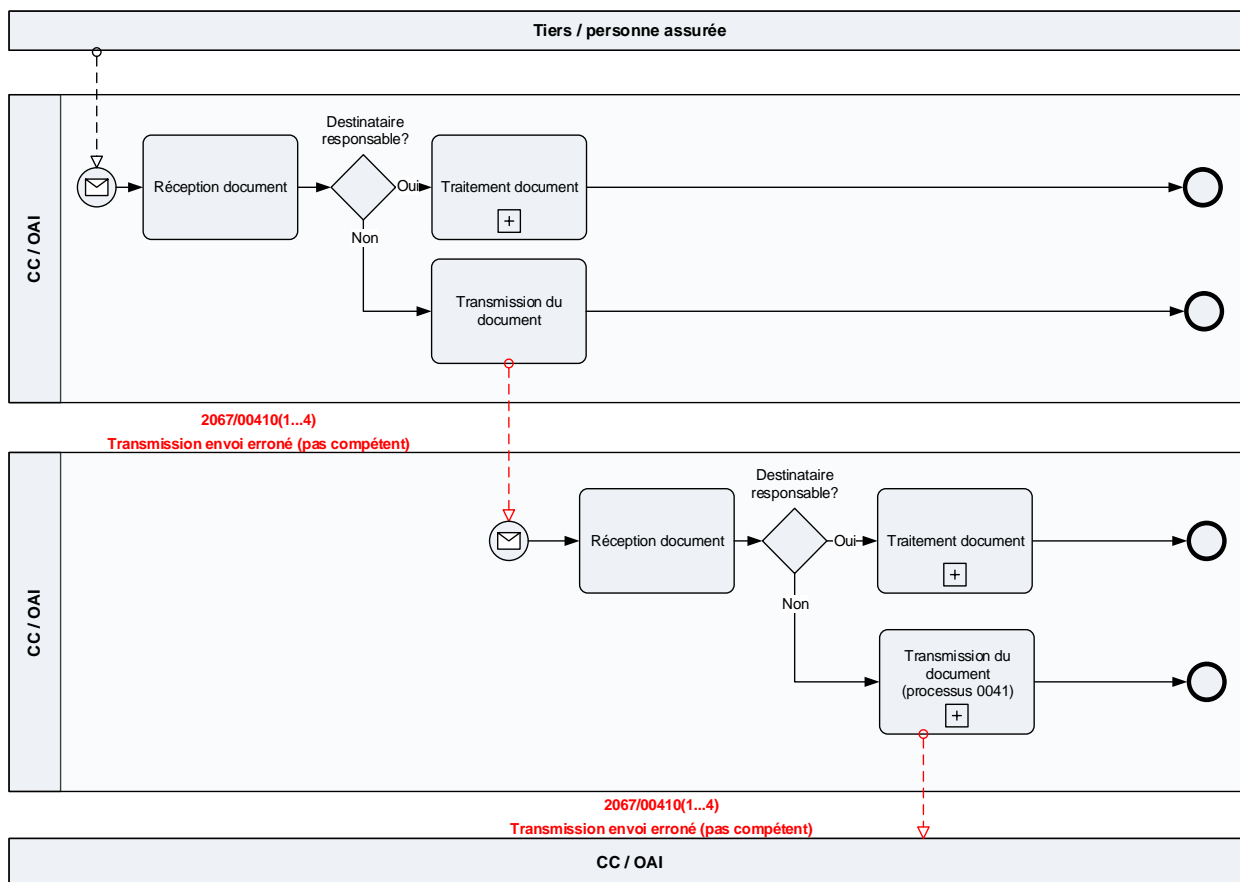 Tiers / personne assurée
CC / OAI
Destinataire
responsable?
Réception document
Oui
Traitement document
Non
Transmission du
document
2067/00410(1...4)
Transmission envoi erroné (pas compétent)
CC / OAI
Destinataire
responsable?
Réception document
Oui
Traitement document
Non
Transmission du
document
(processus 0041)
2067/00410(1...4)
Transmission envoi erroné (pas compétent)
CC / OAI